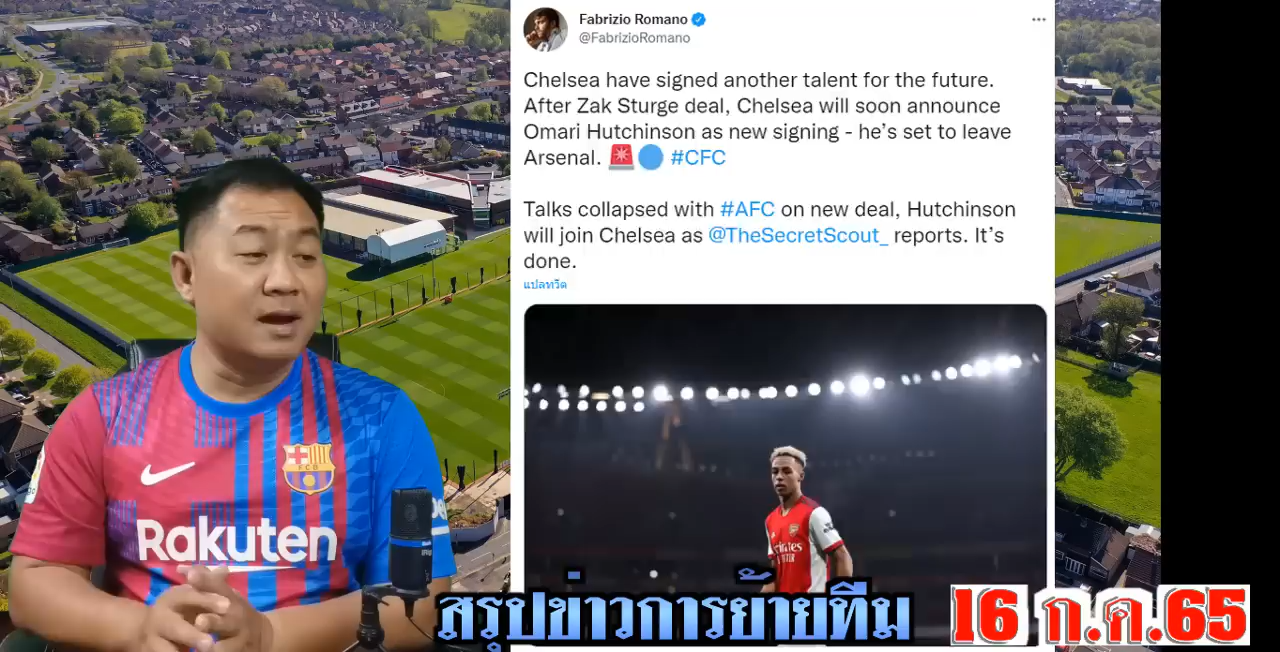 Fabrizio Romano
@FabrizioRomano
Chelsea have signed another talent for the future.
After Zak Sturge deal, Chelsea will soon announce
Omari Hutchinson as new signing - he’s set to leave
Arsenal. 🚨🔵 #CFC
Talks collapsed with #AFC on new deal, Hutchinson
will join Chelsea as @TheSecretScout_ reports. It’s
done.
แปลทวีต
FCB
Rakuten
สรุปข่าวการย้ายทีม
16 ก.ค.65